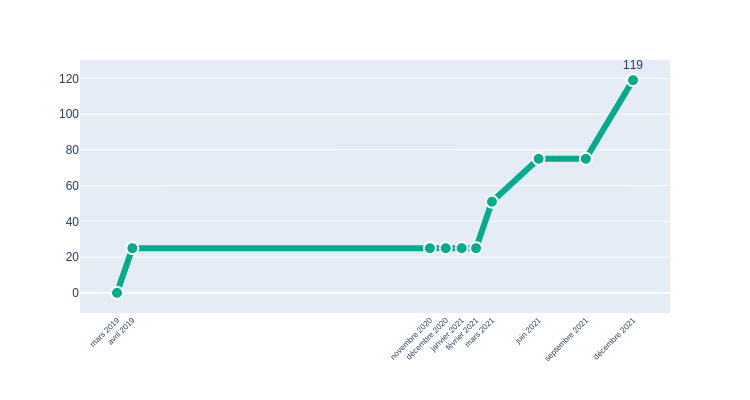 119
120
100
80
60
40
20
0
mars 2019
avril 2019
novembre 2020
décembre 2020
janvier 2021
février 2021
mars 2021
juin 2021
septembre 2021
décembre 2021